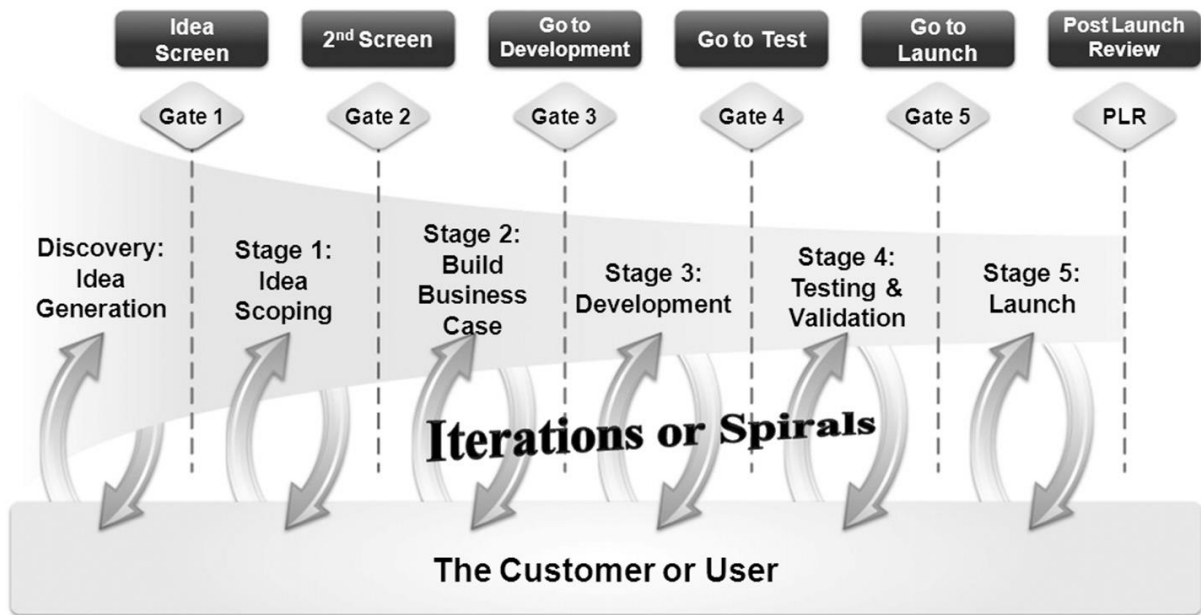 Idea
Screen
2nd Screen
Go to
Development
Go to Test
Go to
Launch
Post Launch
Review
Gate 1
Gate 2
Gate 3
Gate 4
Gate 5
PLR
Discovery:
Idea
Generation
Stage 1:
Idea
Scoping
Stage 2:
Build
Business
Case
Stage 3:
Development
Stage 4:
Testing &
Validation
Stage 5:
Launch
Iterations or Spirals
The Customer or User